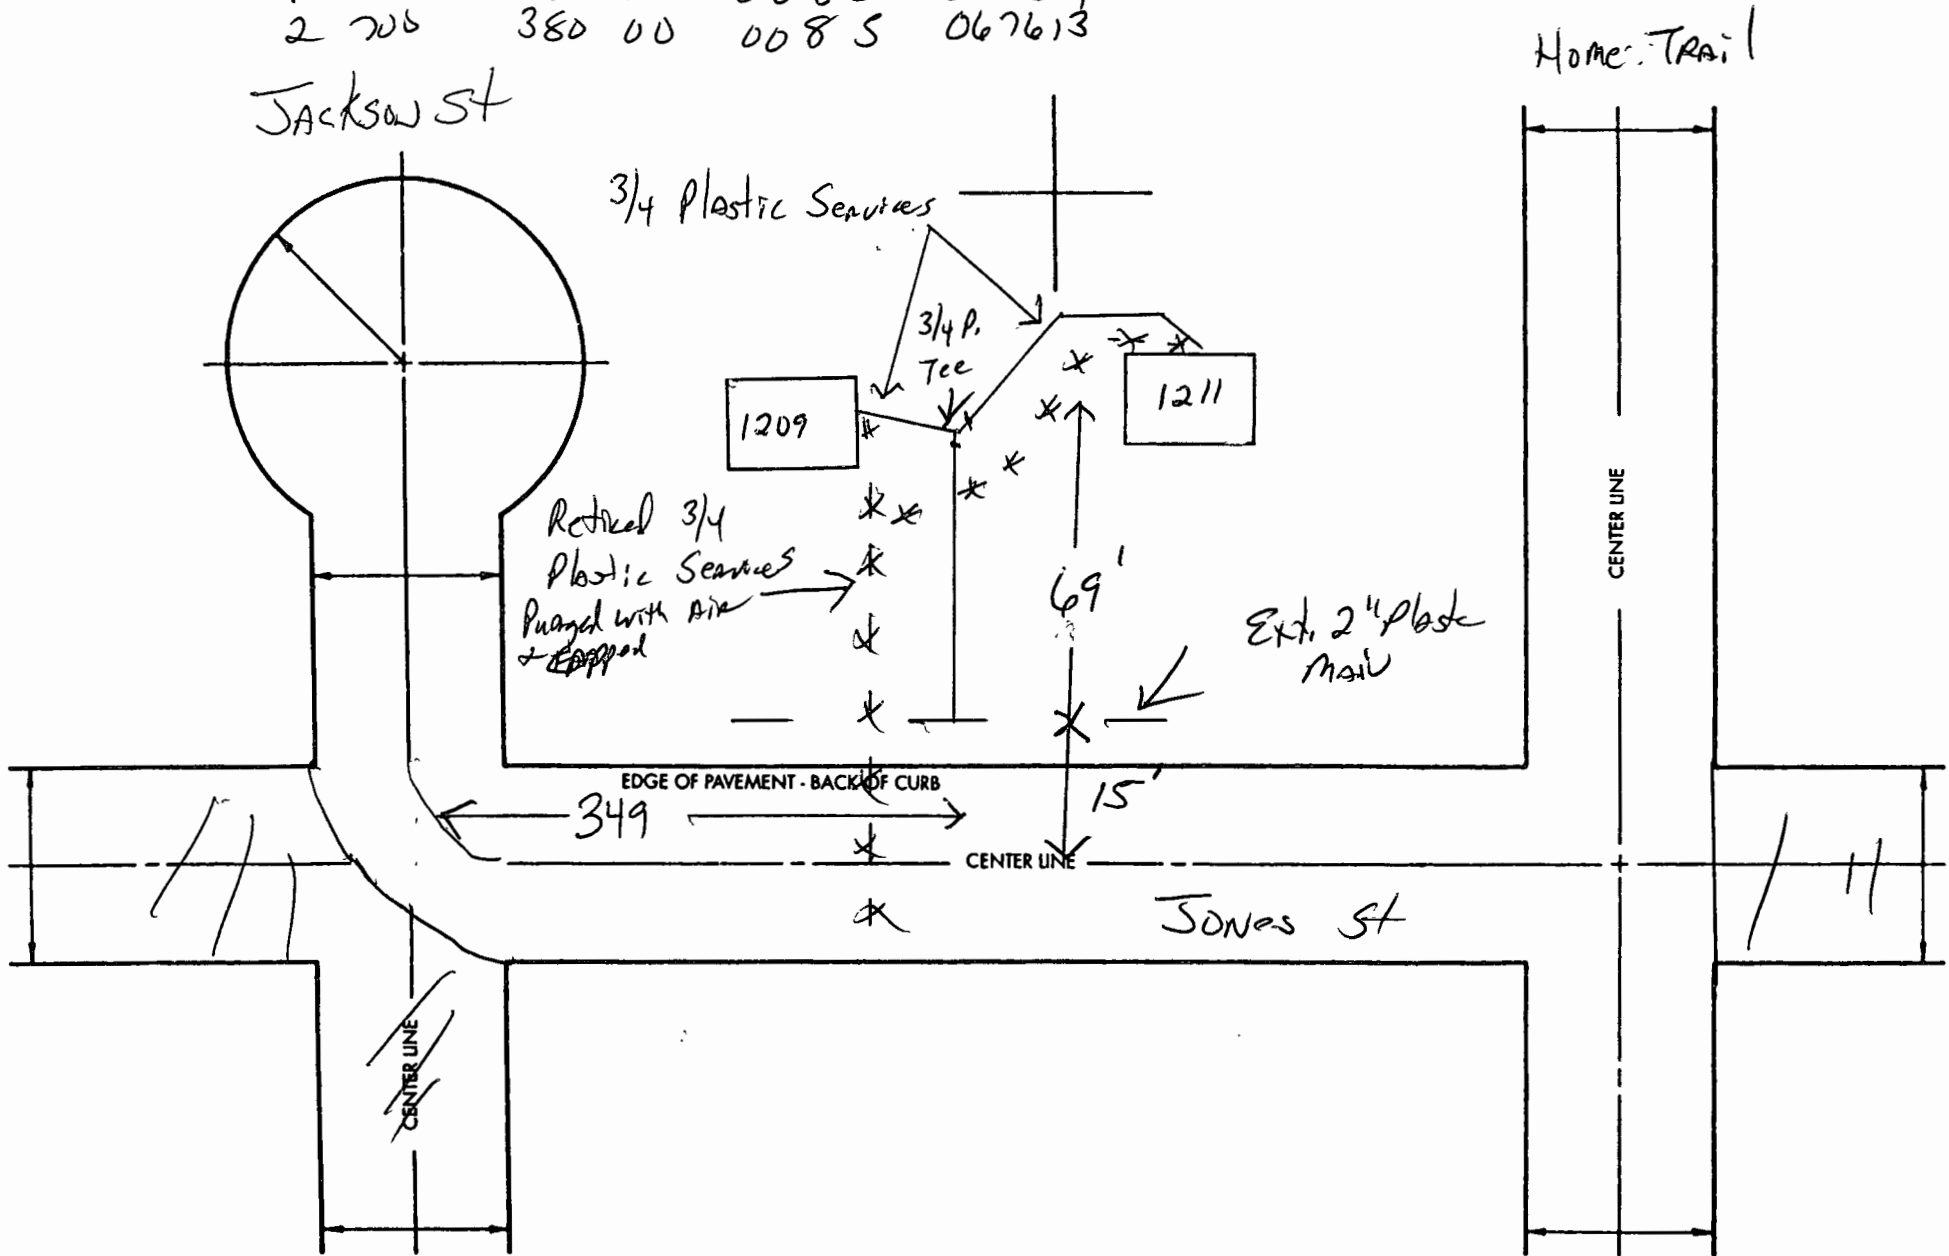 2 700 380 00 0085 067613
Home: TRAil
JACKSON St
3/4 Plastic Services
3/4 P.
Tee
1209
1211
Retired 3/4
Plastic Services
Purged with Air
& Capped
69'
Ext. 2" Plastic
MAIN
CENTER LINE
EDGE OF PAVEMENT - BACK OF CURB
349
15'
CENTER LINE
Jones St
CENTER LINE